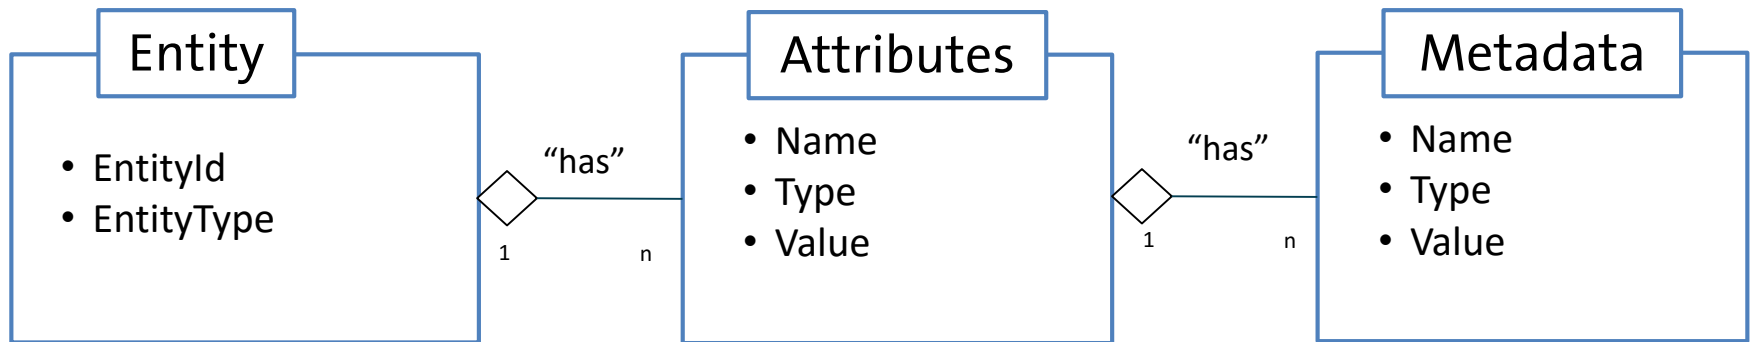 Entity
• EntityId
• EntityType
“has”
1
n
Attributes
• Name
• Type
• Value
“has”
1
n
Metadata
• Name
• Type
• Value